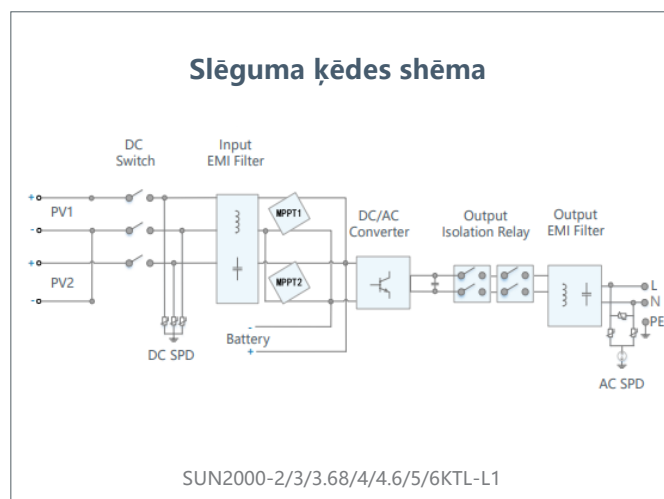 Slēguma ķēdes shēma
DC
Switch
Input
EMI Filter
+
PV1
-
+
PV2
-
MPPT1
MPPT2
DC/AC
Converter
Output
Isolation Relay
Output
EMI Filter
L
N
PE
DC SPD
-
Battery
+
AC SPD
SUN2000-2/3/3.68/4/4.6/5/6KTL-L1